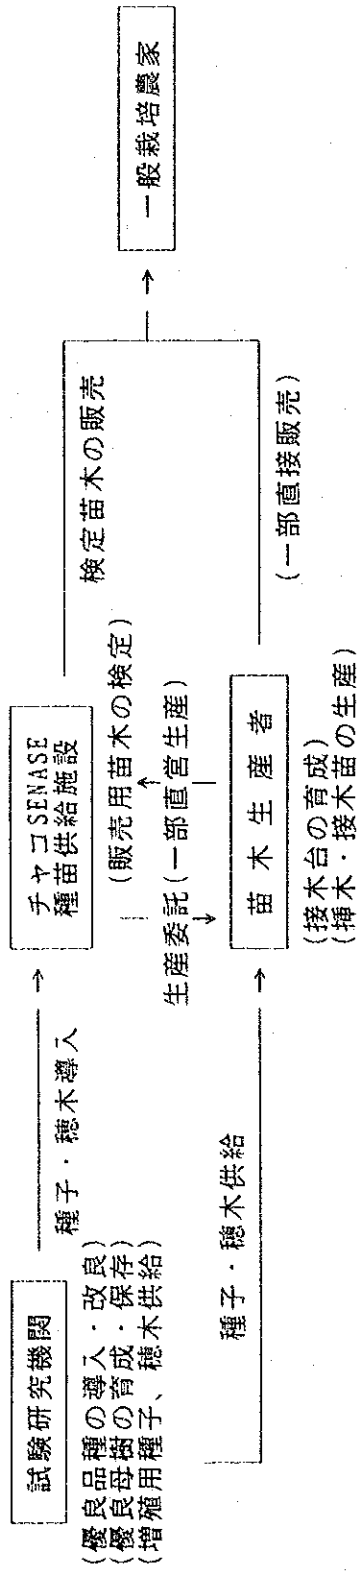 試験研究機関
(優良品種の導入・改良)
(優良母樹の育成・保存)
(増殖用種子、穂木供給)
種子・穂木導入
種子・穂木供給
チャコSENASE
種苗供給施設
(販売用苗木の検定)
生産委託(一部直営生産)
苗木生産者
(接木台の育成)
(挿木・接木苗の生産)
検定苗木の販売
(一部直接販売)
一般栽培農家